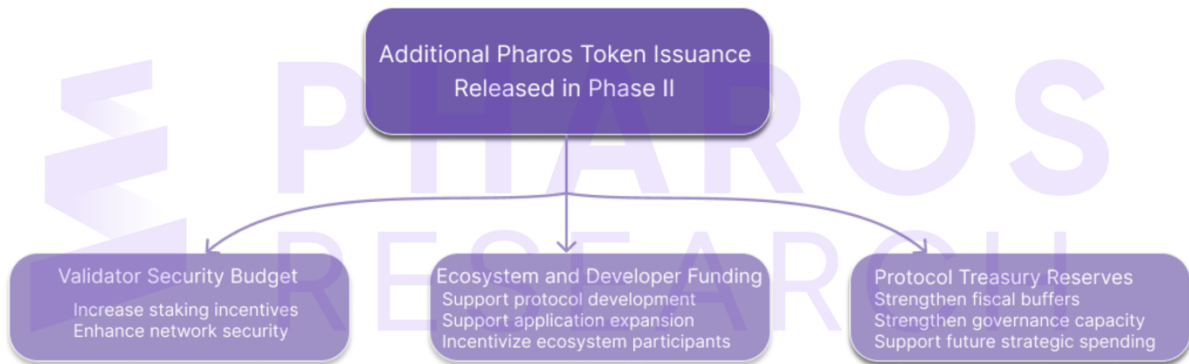 Additional Pharos Token Issuance
Released in Phase II
PHAROS
RESEARCH
Validator Security Budget
Increase staking incentives
Enhance network security
Ecosystem and Developer Funding
Support protocol development
Support application expansion
Incentivize ecosystem participants
Protocol Treasury Reserves
Strengthen fiscal buffers
Strengthen governance capacity
Support future strategic spending